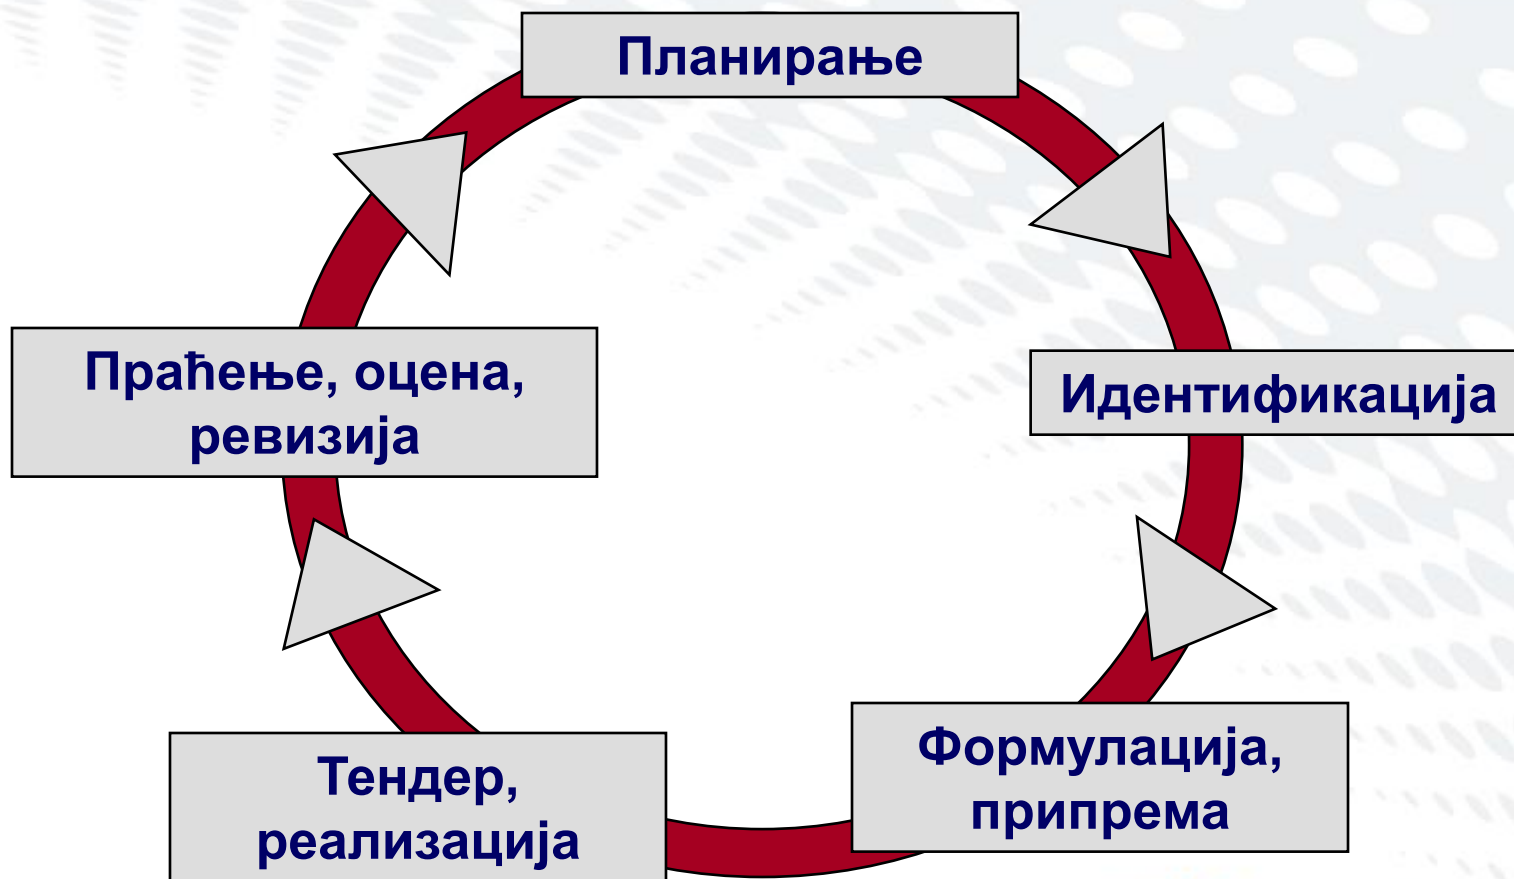 Планирање
Идентификација
Формулација,
припрема
Тендер,
реализација
Праћење, оцена,
ревизија